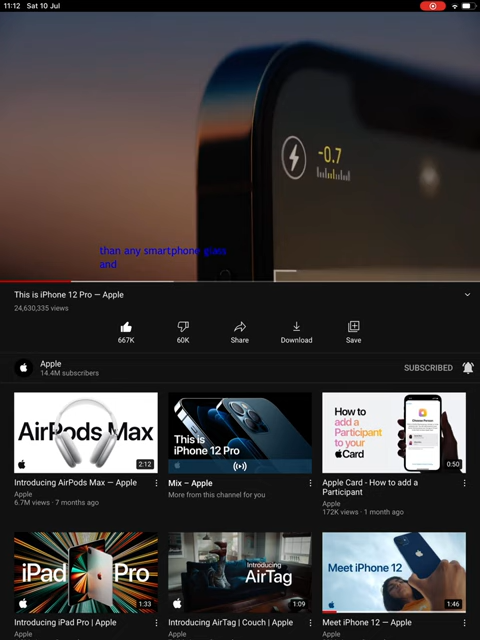 11:12 Sat 10 Jul
-0.7
than any smartphone glass
and
This is iPhone 12 Pro — Apple
24,630,335 views
667K
60K
Share
Download
Save
Apple
14.4M subscribers
SUBSCRIBED
AirPods Max
2:12
Introducing AirPods Max — Apple
Apple
6.7M views · 7 months ago
This is
iPhone 12 Pro
Mix – Apple
More from this channel for you
How to
add a
Participant
to your
Card
0:50
Apple Card - How to add a
Participant
Apple
172K views · 1 month ago
iPad Pro
1:33
Introducing iPad Pro | Apple
Apple
Introducing
AirTag
1:09
Introducing AirTag | Couch | Apple
Apple
Meet iPhone 12
1:46
Meet iPhone 12 — Apple
Apple